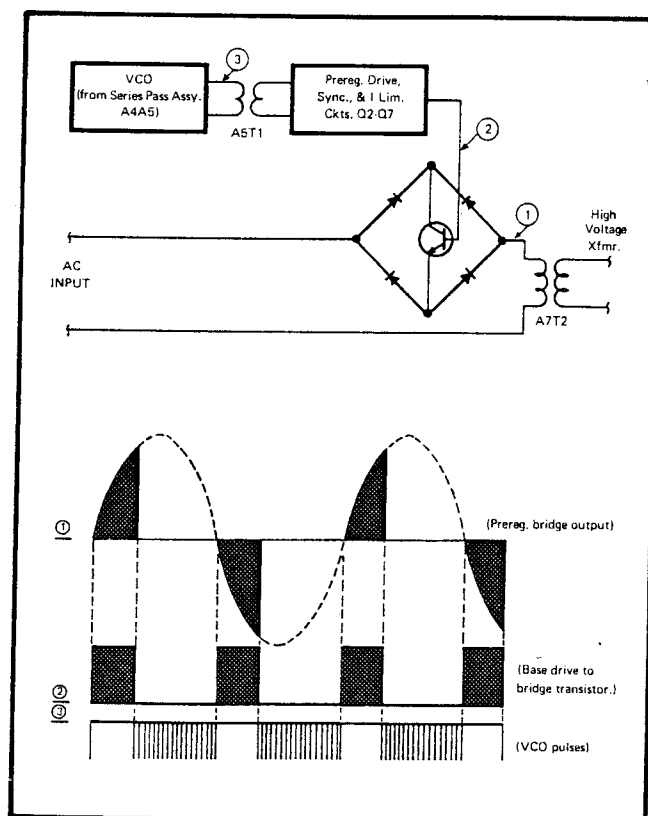 VCO
(from Series Pass Assy.
A4A5)
3
A5T1
Prereg. Drive,
Sync., & I Lim.
Ckts. Q2-Q7
2
1
High
Voltage
Xfmr.
AC
INPUT
A7T2
1
(Prereg. bridge output)
2
(Base drive to
bridge transistor.)
3
(VCO pulses)